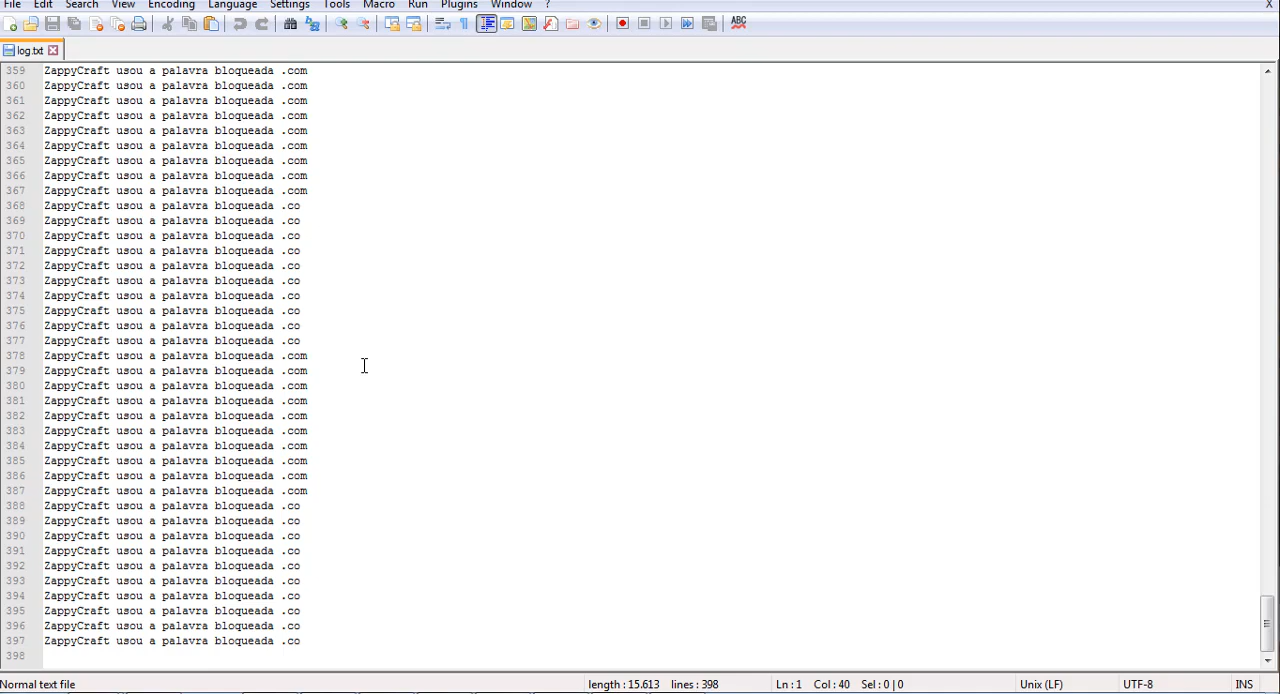 File Edit Search View Encoding Language Settings Tools Macro Run Plugins Window ? X
ABC
log.txt
359 ZappyCraft usou a palavra bloqueada .com
360 ZappyCraft usou a palavra bloqueada .com
361 ZappyCraft usou a palavra bloqueada .com
362 ZappyCraft usou a palavra bloqueada .com
363 ZappyCraft usou a palavra bloqueada .com
364 ZappyCraft usou a palavra bloqueada .com
365 ZappyCraft usou a palavra bloqueada .com
366 ZappyCraft usou a palavra bloqueada .com
367 ZappyCraft usou a palavra bloqueada .com
368 ZappyCraft usou a palavra bloqueada .co
369 ZappyCraft usou a palavra bloqueada .co
370 ZappyCraft usou a palavra bloqueada .co
371 ZappyCraft usou a palavra bloqueada .co
372 ZappyCraft usou a palavra bloqueada .co
373 ZappyCraft usou a palavra bloqueada .co
374 ZappyCraft usou a palavra bloqueada .co
375 ZappyCraft usou a palavra bloqueada .co
376 ZappyCraft usou a palavra bloqueada .co
377 ZappyCraft usou a palavra bloqueada .co
378 ZappyCraft usou a palavra bloqueada .com
379 ZappyCraft usou a palavra bloqueada .com
380 ZappyCraft usou a palavra bloqueada .com
381 ZappyCraft usou a palavra bloqueada .com
382 ZappyCraft usou a palavra bloqueada .com
383 ZappyCraft usou a palavra bloqueada .com
384 ZappyCraft usou a palavra bloqueada .com
385 ZappyCraft usou a palavra bloqueada .com
386 ZappyCraft usou a palavra bloqueada .com
387 ZappyCraft usou a palavra bloqueada .com
388 ZappyCraft usou a palavra bloqueada .co
389 ZappyCraft usou a palavra bloqueada .co
390 ZappyCraft usou a palavra bloqueada .co
391 ZappyCraft usou a palavra bloqueada .co
392 ZappyCraft usou a palavra bloqueada .co
393 ZappyCraft usou a palavra bloqueada .co
394 ZappyCraft usou a palavra bloqueada .co
395 ZappyCraft usou a palavra bloqueada .co
396 ZappyCraft usou a palavra bloqueada .co
397 ZappyCraft usou a palavra bloqueada .co
398
Normal text file length : 15.613 lines : 398 Ln : 1 Col : 40 Sel : 0 | 0 Unix (LF) UTF-8 INS